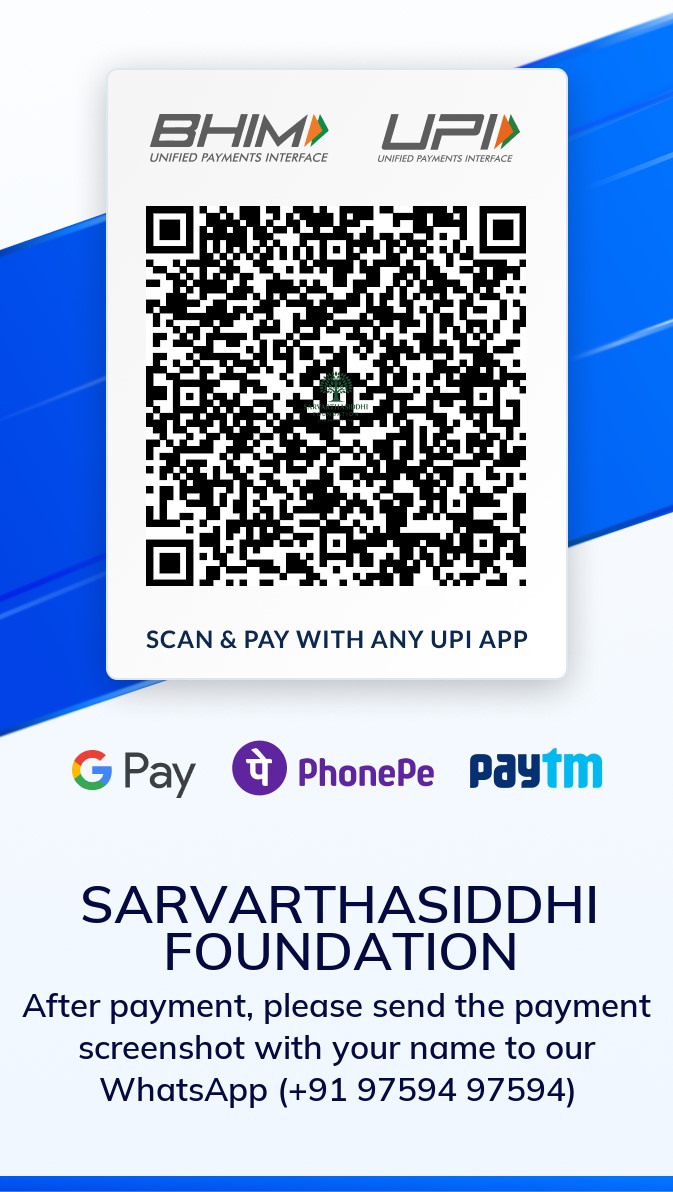 BHIM
UNIFIED PAYMENTS INTERFACE
UPI
UNIFIED PAYMENTS INTERFACE
SARVARTHASIDDHI
SCAN & PAY WITH ANY UPI APP
G Pay
पे PhonePe
paytm
SARVARTHASIDDHI
FOUNDATION
After payment, please send the payment
screenshot with your name to our
WhatsApp (+91 97594 97594)